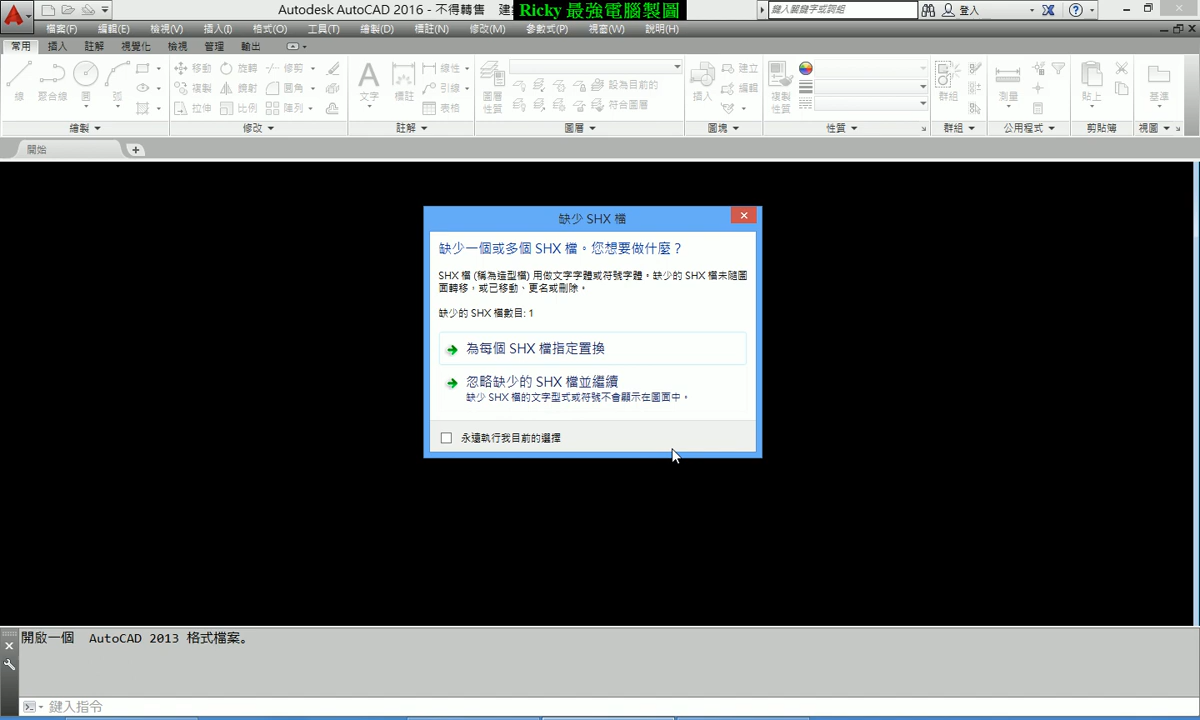 Autodesk AutoCAD 2016 - 不得轉售 建
Ricky 最強電腦製圖
鍵入關鍵字或詞組
登入
檔案(F) 編輯(E) 檢視(V) 插入(I) 格式(O) 工具(T) 繪製(D) 標註(N) 修改(M) 參數式(P) 視窗(W) 說明(H)
常用 插入 註解 視覺化 檢視 管理 輸出
移動 旋轉 修剪 線性 設為目前的 建立
線 聚合線 圓 弧 複製 鏡射 圓角 文字 標註 引線 圖層性質 插入 編輯 複製性質 群組 測量 貼上 基準
拉伸 比例 陣列 表格 符合圖層
繪製 修改 註解 圖層 圖塊 性質 群組 公用程式 剪貼簿 視圖
開始
缺少 SHX 檔
缺少一個或多個 SHX 檔。您想要做什麼？
SHX 檔 (稱為造型檔) 用做文字字體或符號字體。缺少的 SHX 檔未隨圖
面轉移，或已移動、更名或刪除。
缺少的 SHX 檔數目: 1
為每個 SHX 檔指定置換
忽略缺少的 SHX 檔並繼續
缺少 SHX 檔的文字型式或符號不會顯示在圖面中。
永遠執行我目前的選擇
開啟一個 AutoCAD 2013 格式檔案。
鍵入指令